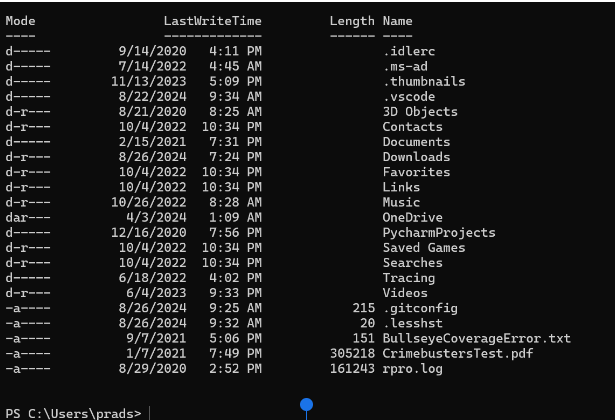 Mode                 LastWriteTime         Length Name
----                 -------------         ------ ----
d-----         9/14/2020   4:11 PM                .idlerc
d-----         7/14/2022   4:45 AM                .ms-ad
d-----        11/13/2023   5:09 PM                .thumbnails
d-----         8/22/2024   9:34 AM                .vscode
d-r---         8/21/2020   8:25 AM                3D Objects
d-r---         10/4/2022  10:34 PM                Contacts
d-----         2/15/2021   7:31 PM                Documents
d-r---         8/26/2024   7:24 PM                Downloads
d-r---         10/4/2022  10:34 PM                Favorites
d-r---         10/4/2022  10:34 PM                Links
d-r---        10/26/2022   8:28 AM                Music
dar---          4/3/2024   1:09 AM                OneDrive
d-----        12/16/2020   7:56 PM                PycharmProjects
d-r---         10/4/2022  10:34 PM                Saved Games
d-r---         10/4/2022  10:34 PM                Searches
d-----         6/18/2022   4:02 PM                Tracing
d-r---          6/4/2023   9:33 PM                Videos
-a----         8/26/2024   9:25 AM            215 .gitconfig
-a----         8/26/2024   9:32 AM             20 .lesshst
-a----          9/7/2021   5:06 PM            151 BullseyeCoverageError.txt
-a----          1/7/2021   7:49 PM         305218 CrimebustersTest.pdf
-a----         8/29/2020   2:52 PM         161243 rpro.log
PS C:\Users\prads>